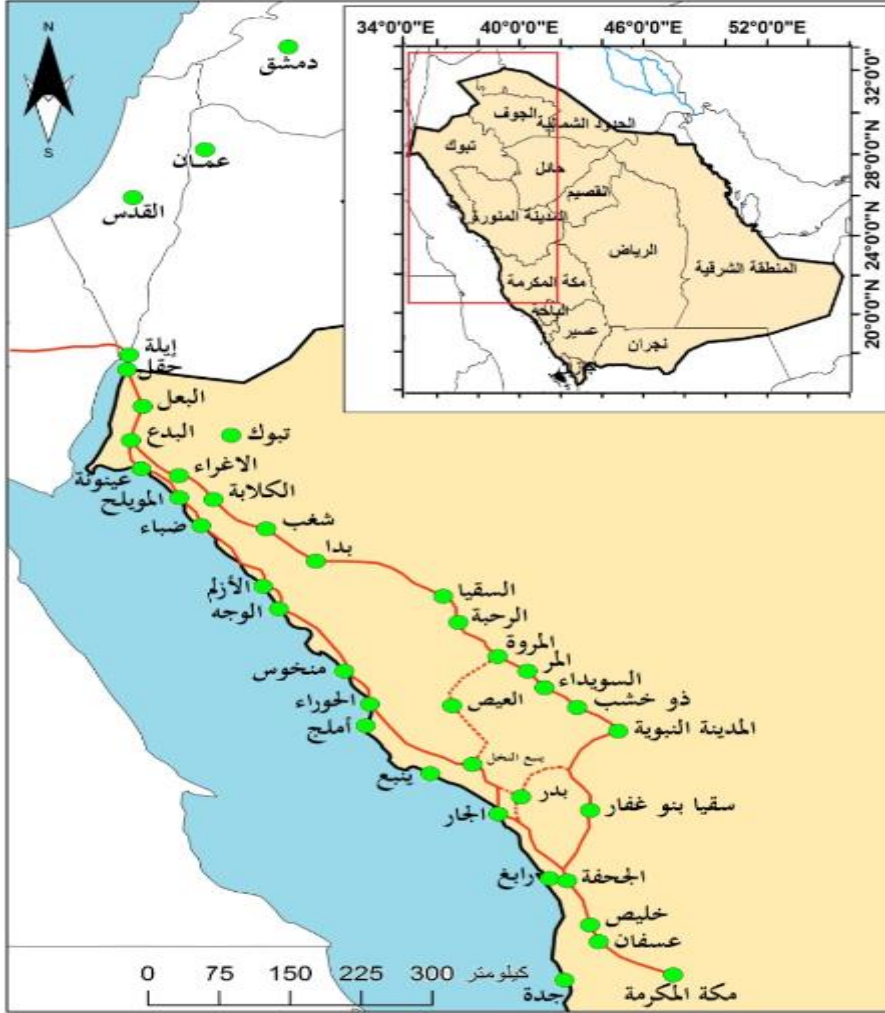 N
S
دمشق
عمان
القدس
34°0'0"E
40°0'0"E
46°0'0"E
52°0'0"E
32°0'0"N
28°0'0"N
24°0'0"N
20°0'0"N
الجوف
الحدود الشمالية
تبوك
حائل
القصيم
المدينة المنورة
الرياض
المنطقة الشرقية
مكة المكرمة
الباحة
عسير
نجران
إيلة
حقل
البعل
البدع
تبوك
عينونة
الاغراء
المويلح
الكلابة
ضباء
شغب
بدا
الأزلم
السقيا
الوجه
الرحبة
المروة
المر
منخوس
السويداء
الحوراء
العيص
ذو خشب
أملج
المدينة النبوية
ينبع النخل
ينبع
بدر
سقيا بنو غفار
الجار
رابغ
الجحفة
خليص
عسفان
جدة
مكة المكرمة
0 75 150 225 300 كيلومتر